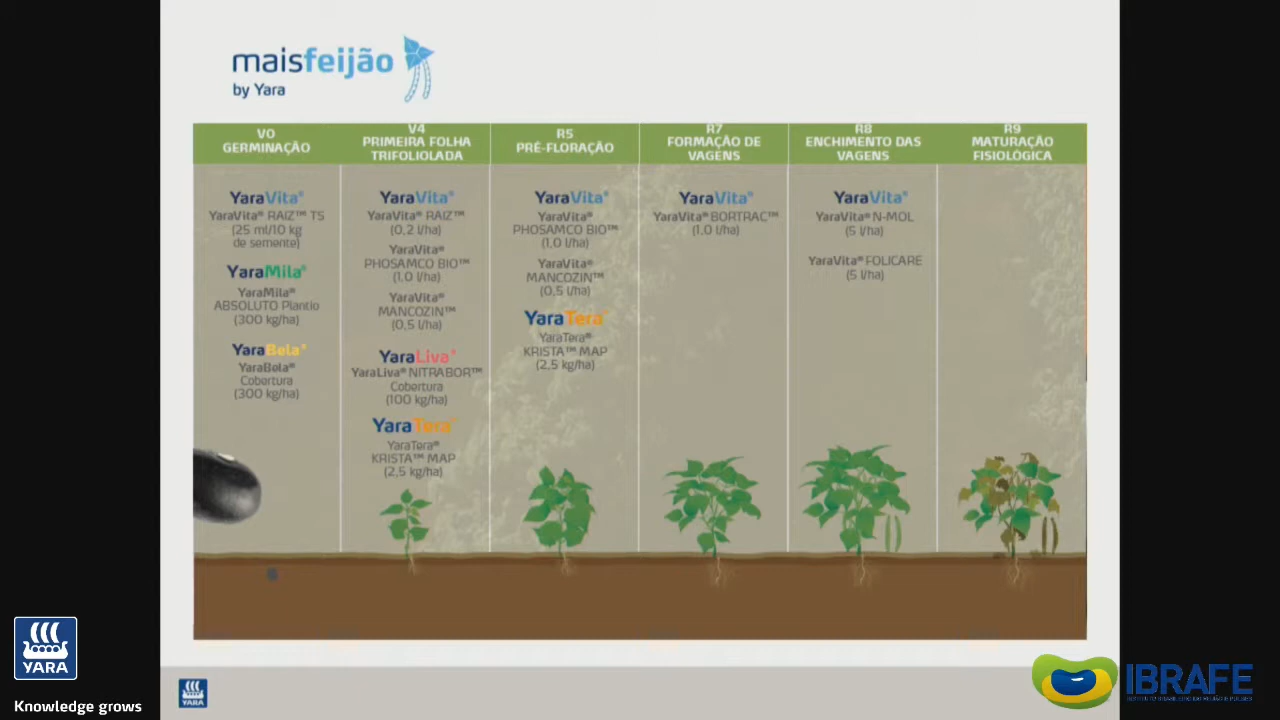 maisfeijão
by Yara
V0
GERMINAÇÃO
V4
PRIMEIRA FOLHA
TRIFOLIOLADA
R5
PRÉ-FLORAÇÃO
R7
FORMAÇÃO DE
VAGENS
R8
ENCHIMENTO DAS
VAGENS
R9
MATURAÇÃO
FISIOLÓGICA
YaraVita®
YaraVita® RAIZ™ TS
(25 ml/10 kg
de semente)
YaraMila®
YaraMila®
ABSOLUTO Plantio
(300 kg/ha)
YaraBela®
YaraBela®
Cobertura
(300 kg/ha)
YaraVita®
YaraVita® RAIZ™
(0,2 l/ha)
YaraVita®
PHOSAMCO BIO™
(1,0 l/ha)
YaraVita®
MANCOZIN™
(0,5 l/ha)
YaraLiva®
YaraLiva® NITRABOR™
Cobertura
(100 kg/ha)
YaraTera®
YaraTera®
KRISTA™ MAP
(2,5 kg/ha)
YaraVita®
YaraVita®
PHOSAMCO BIO™
(1,0 l/ha)
YaraVita®
MANCOZIN™
(0,5 l/ha)
YaraTera®
YaraTera®
KRISTA™ MAP
(2,5 kg/ha)
YaraVita®
YaraVita® BORTRAC™
(1,0 l/ha)
YaraVita®
YaraVita® N-MOL
(5 l/ha)
YaraVita® FOLICARE
(5 l/ha)
YARA
Knowledge grows
YARA
IBRAFE
INSTITUTO BRASILEIRO DO FEIJÃO E PULSES